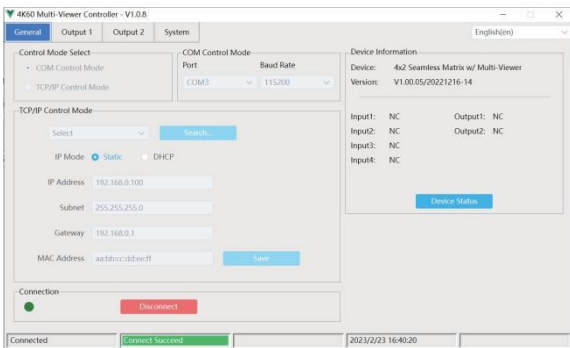 4K60 Multi-Viewer Controller - V1.0.8
General Output 1 Output 2 System English(en)
Control Mode Select
COM Control Mode
TCP/IP Control Mode
COM Control Mode
Port Baud Rate
COM3 115200
TCP/IP Control Mode
Select Search...
IP Mode Static DHCP
IP Address 192.168.0.100
Subnet 255.255.255.0
Gateway 192.168.0.1
MAC Address aa:bb:cc:dd:ee:ff Save
Connection
Disconnect
Device Information
Device: 4x2 Seamless Matrix w/ Multi-Viewer
Version: V1.00.05/20221216-14
Input1: NC Output1: NC
Input2: NC Output2: NC
Input3: NC
Input4: NC
Device Status
Connected Connect Succeed 2023/2/23 16:40:20